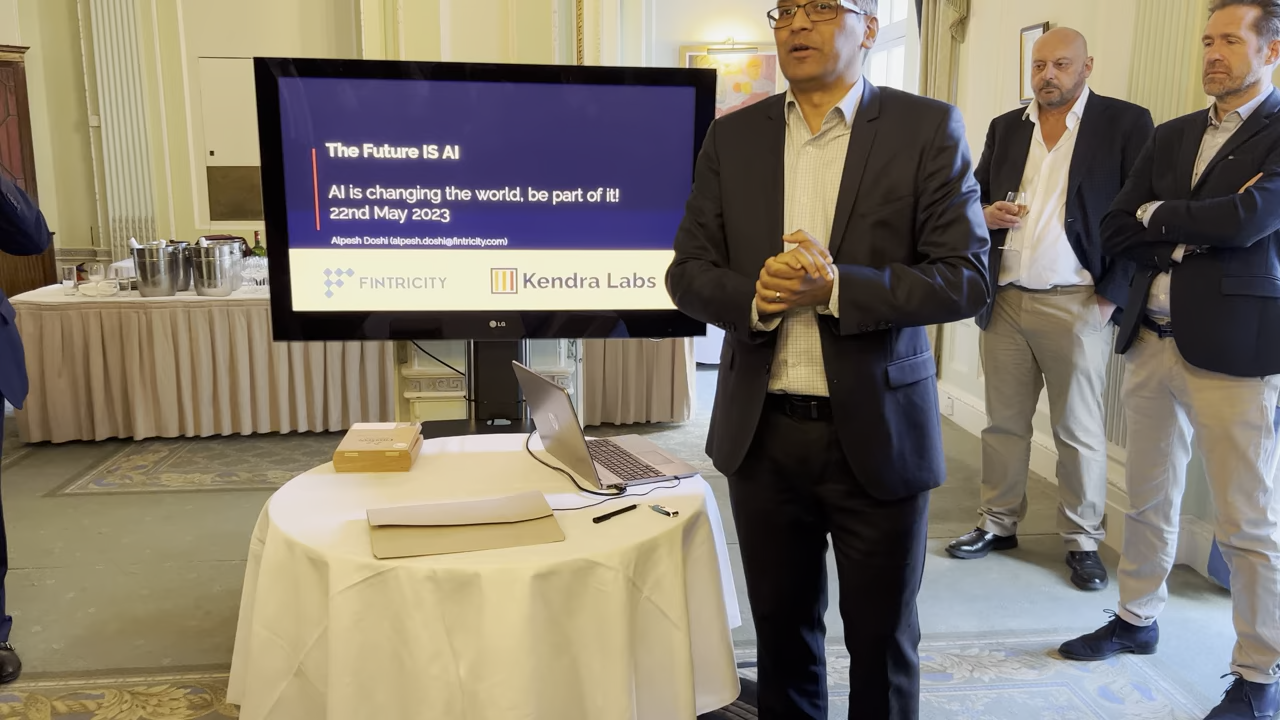 The Future IS AI
AI is changing the world, be part of it!
22nd May 2023
Alpesh Doshi (alpesh.doshi@fintricity.com)
FINTRICITY
Kendra Labs
LG